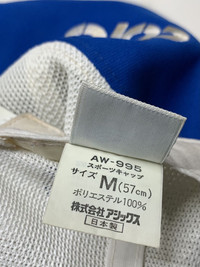 AW-995
スポーツキャップ
サイズ M(57cm)
ポリエステル100%
株式会社アシックス
日本製